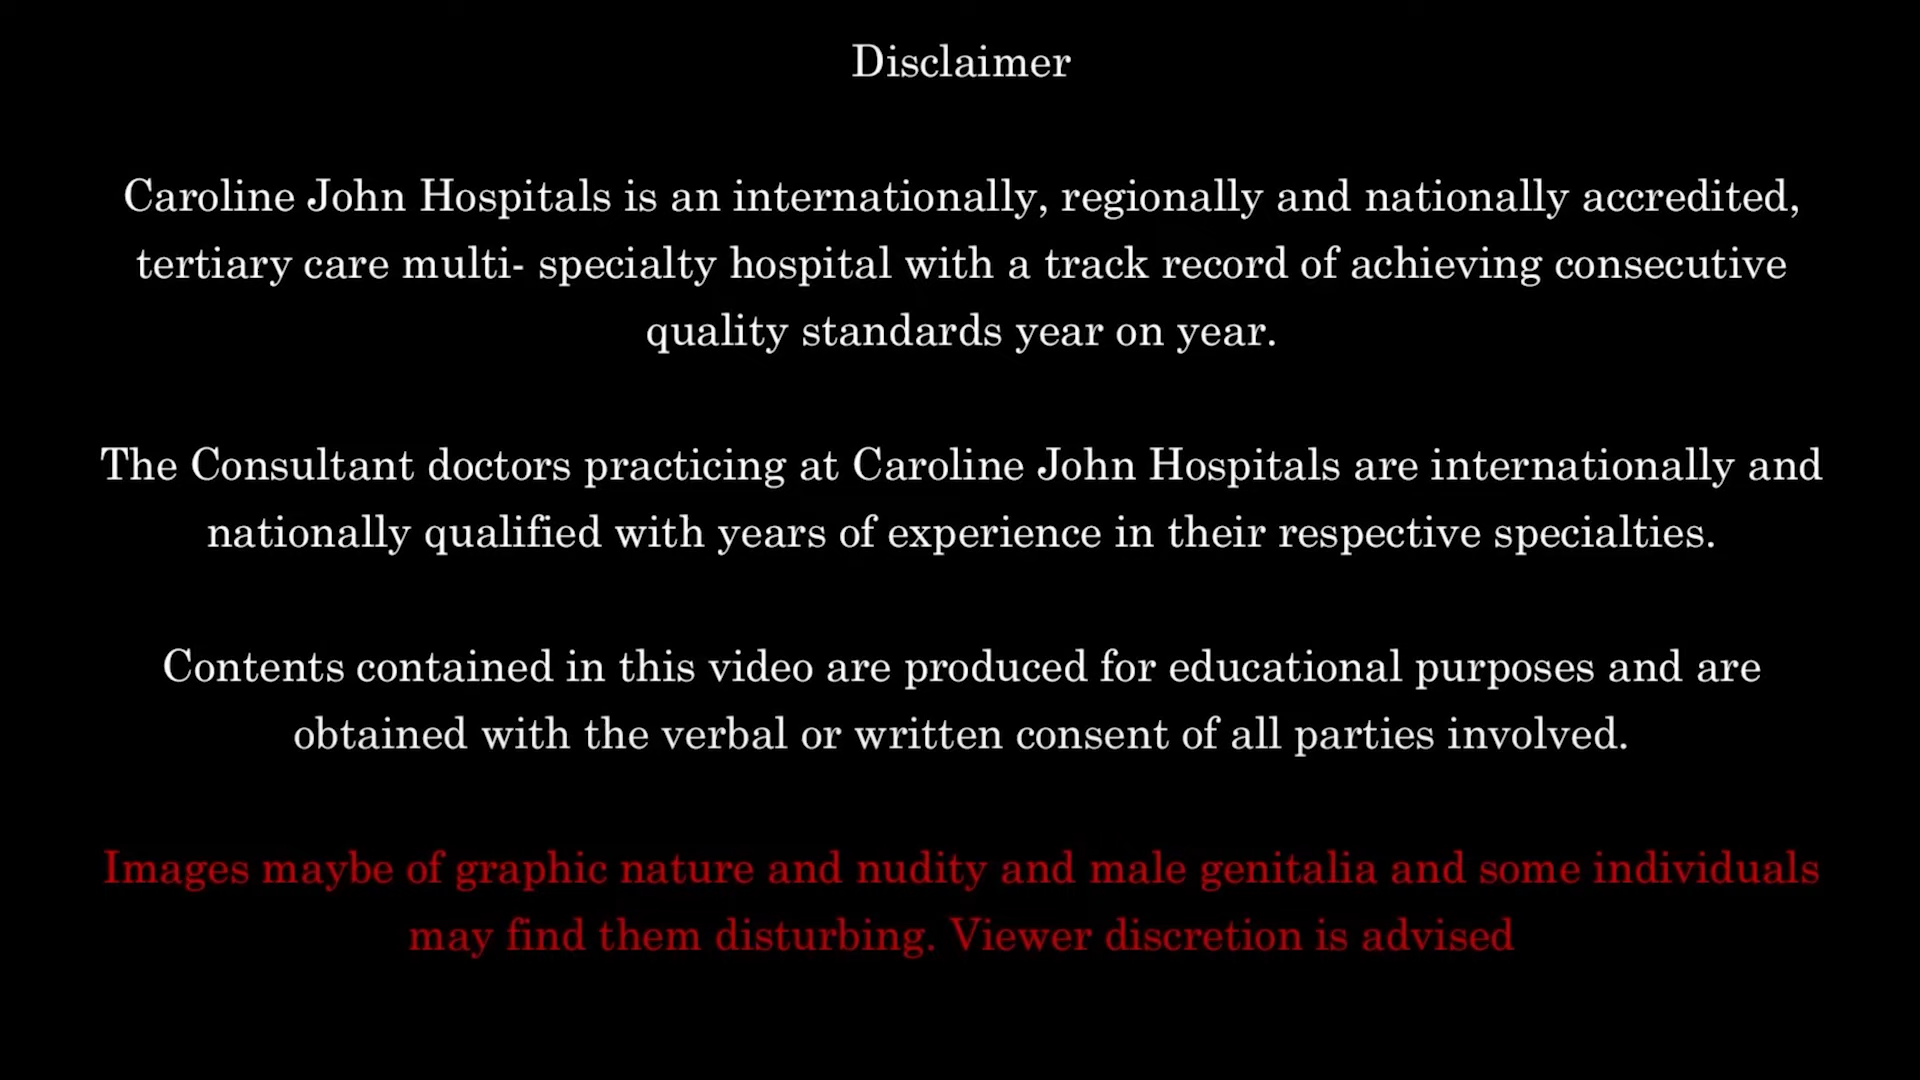 Disclaimer
Caroline John Hospitals is an internationally, regionally and nationally accredited,
tertiary care multi- specialty hospital with a track record of achieving consecutive
quality standards year on year.
The Consultant doctors practicing at Caroline John Hospitals are internationally and
nationally qualified with years of experience in their respective specialties.
Contents contained in this video are produced for educational purposes and are
obtained with the verbal or written consent of all parties involved.
Images maybe of graphic nature and nudity and male genitalia and some individuals
may find them disturbing. Viewer discretion is advised